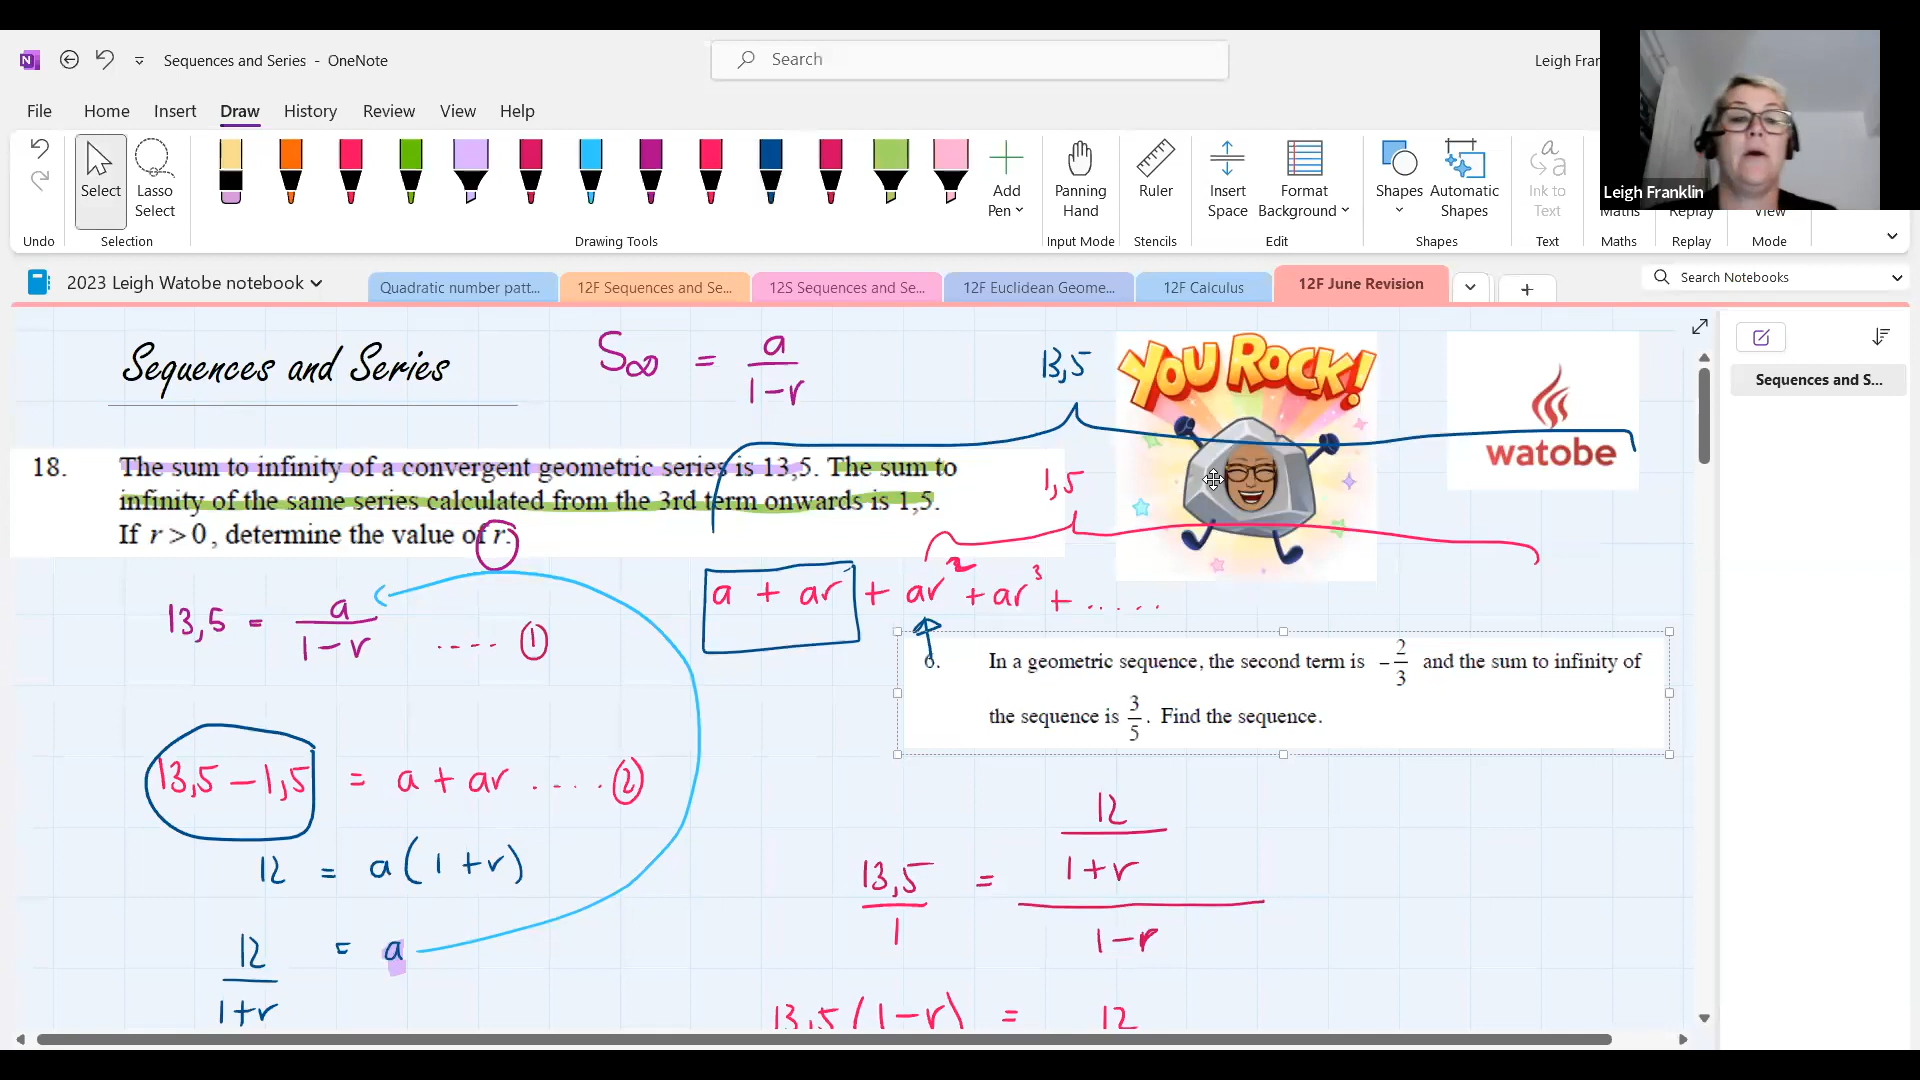 Sequences and Series - OneNote
Search
Leigh Fran
Leigh Franklin
File Home Insert Draw History Review View Help
Select
Lasso Select
Add Pen
Panning Hand
Ruler
Insert Space
Format Background
Shapes
Automatic Shapes
Ink to Text
Maths
Replay
View
Undo Selection Drawing Tools Input Mode Stencils Edit Shapes Text Maths Replay Mode
2023 Leigh Watobe notebook
Quadratic number patt...
12F Sequences and Se...
12S Sequences and Se...
12F Euclidean Geome...
12F Calculus
12F June Revision
Search Notebooks
Sequences and S...
Sequences and Series
S∞ = a/(1-r)
13,5
YOU ROCK!
watobe
18. The sum to infinity of a convergent geometric series is 13,5. The sum to
infinity of the same series calculated from the 3rd term onwards is 1,5.
If r > 0, determine the value of r.
1,5
a + ar + ar² + ar³ + ......
13,5 = a/(1-r) .... ①
6. In a geometric sequence, the second term is -2/3 and the sum to infinity of
the sequence is 3/5. Find the sequence.
13,5 - 1,5 = a + ar .... ②
12 = a(1+r)
12/(1+r) = a
13,5/1 = (12/(1+r))/(1-r)
13,5(1-r) = 12